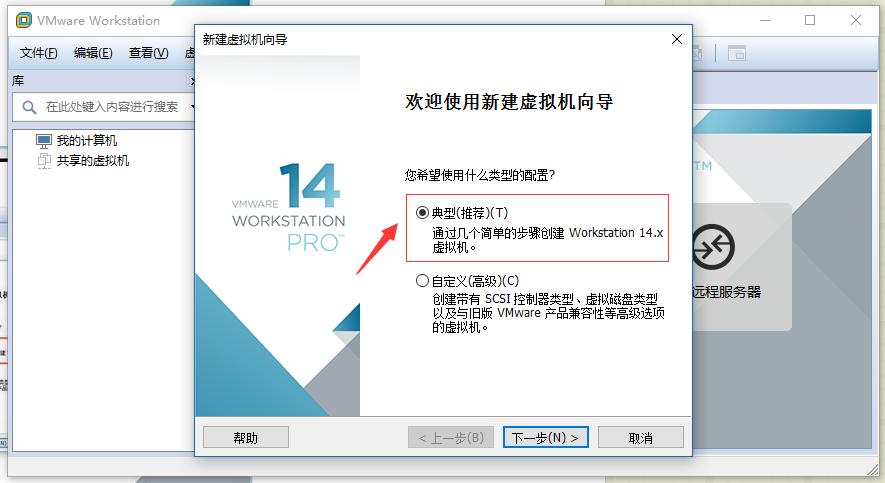 VMware Workstation
文件(F) 编辑(E) 查看(V) 虚
库
在此处键入内容进行搜索
我的计算机
共享的虚拟机
新建虚拟机向导
VMWARE 14
WORKSTATION
PRO™
欢迎使用新建虚拟机向导
您希望使用什么类型的配置?
典型(推荐)(T)
通过几个简单的步骤创建 Workstation 14.x
虚拟机。
自定义(高级)(C)
创建带有 SCSI 控制器类型、虚拟磁盘类型
以及与旧版 VMware 产品兼容性等高级选项
的虚拟机。
TM
远程服务器
帮助
< 上一步(B)
下一步(N) >
取消